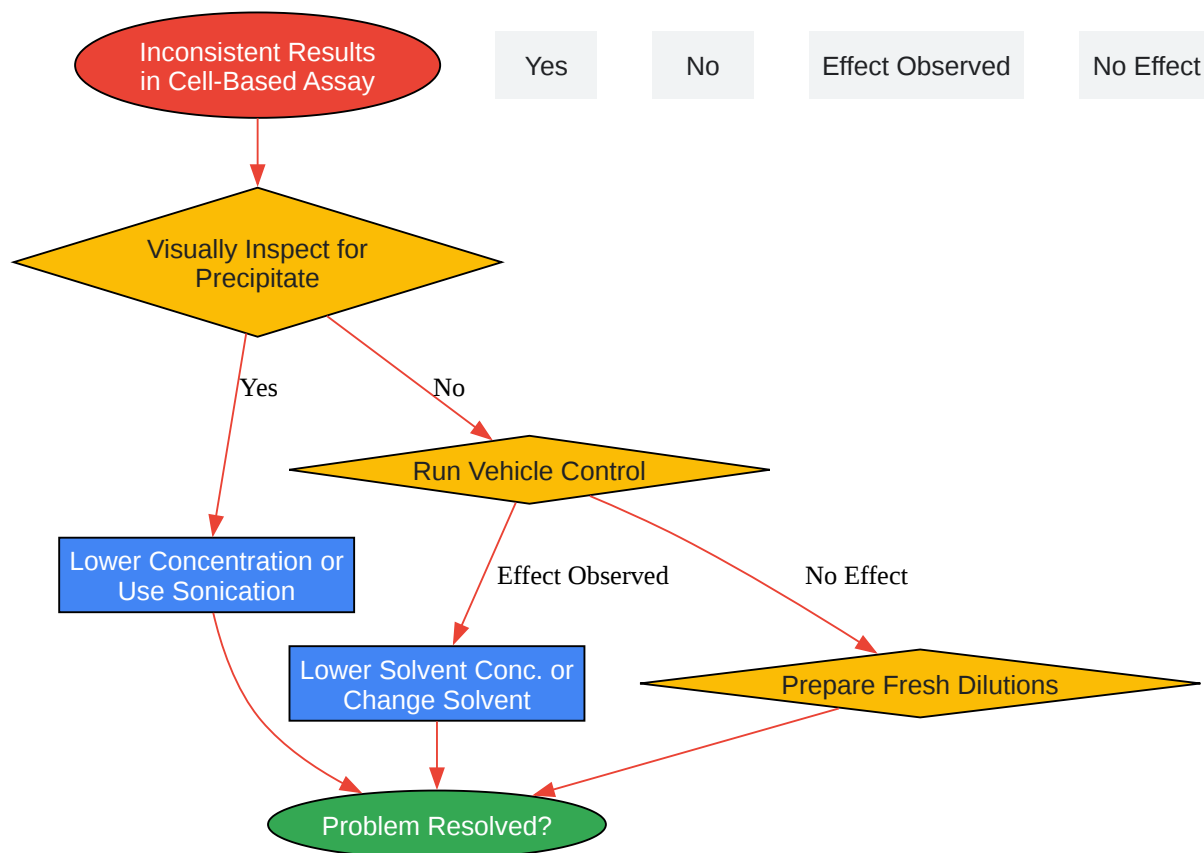 Inconsistent Results
in Cell-Based Assay
Yes
No
Effect Observed
No Effect
Visually Inspect for
Precipitate
Yes
No
Run Vehicle Control
Lower Concentration or
Use Sonication
Effect Observed
No Effect
Lower Solvent Conc. or
Change Solvent
Prepare Fresh Dilutions
Problem Resolved?